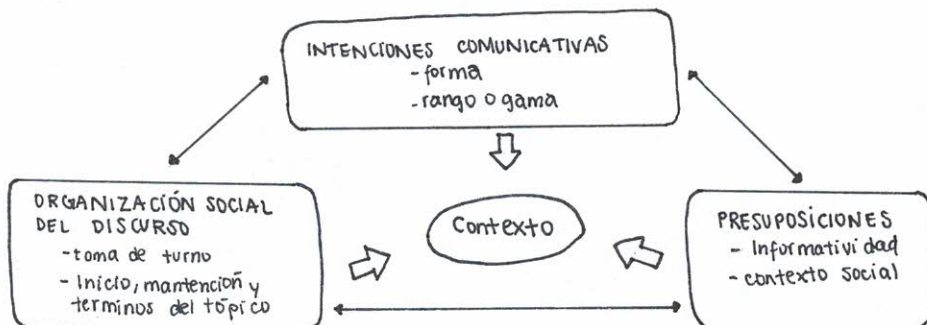 INTENCIONES COMUNICATIVAS
- forma
- rango o gama
ORGANIZACIÓN SOCIAL
DEL DISCURSO
- toma de turno
- Inicio, mantención y
terminos del tópico
Contexto
PRESUPOSICIONES
- Informatividad
- contexto social